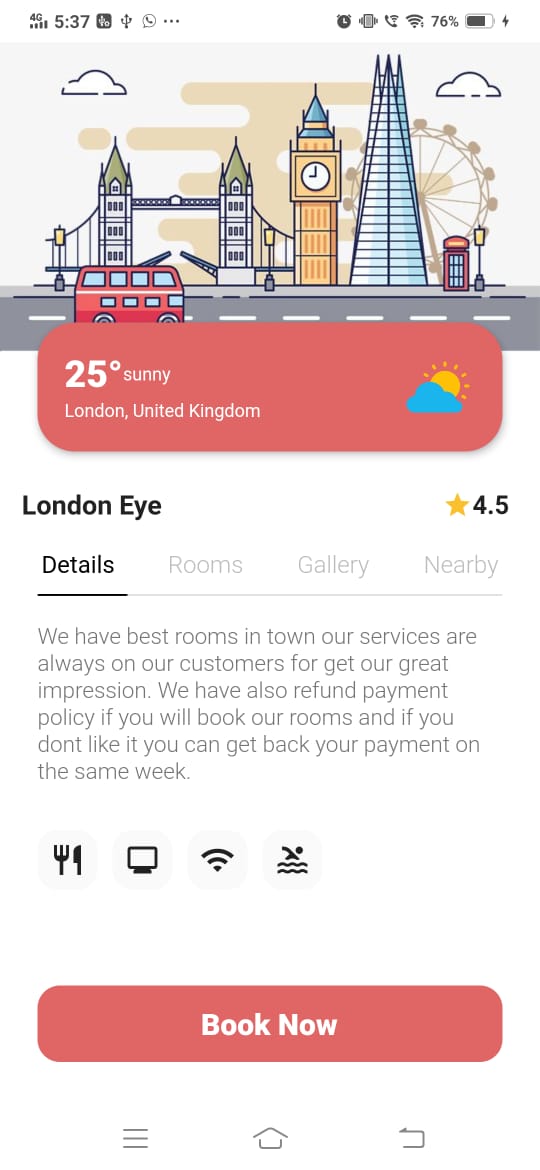 4G 5:37 ... 76%
25° sunny
London, United Kingdom
London Eye 4.5
Details Rooms Gallery Nearby
We have best rooms in town our services are
always on our customers for get our great
impression. We have also refund payment
policy if you will book our rooms and if you
dont like it you can get back your payment on
the same week.
Book Now